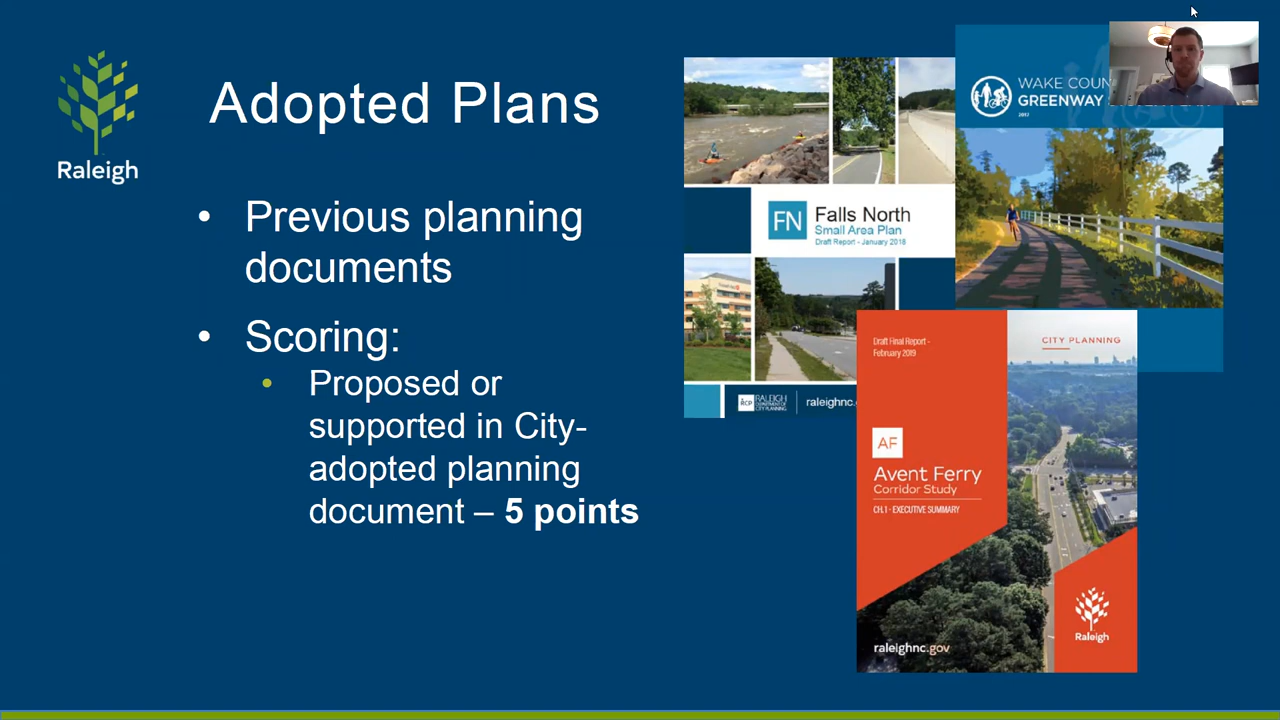 Raleigh
Adopted Plans
• Previous planning
documents
• Scoring:
• Proposed or
supported in City-
adopted planning
document – 5 points
FN
Falls North
Small Area Plan
Draft Report - January 2018
RCP
RALEIGH
DEPARTMENT OF
CITY PLANNING
raleighnc.
WAKE COUN
GREENWAY
2017
Draft Final Report -
February 2019
CITY PLANNING
AF
Avent Ferry
Corridor Study
CH.1 - EXECUTIVE SUMMARY
raleighnc.gov
Raleigh